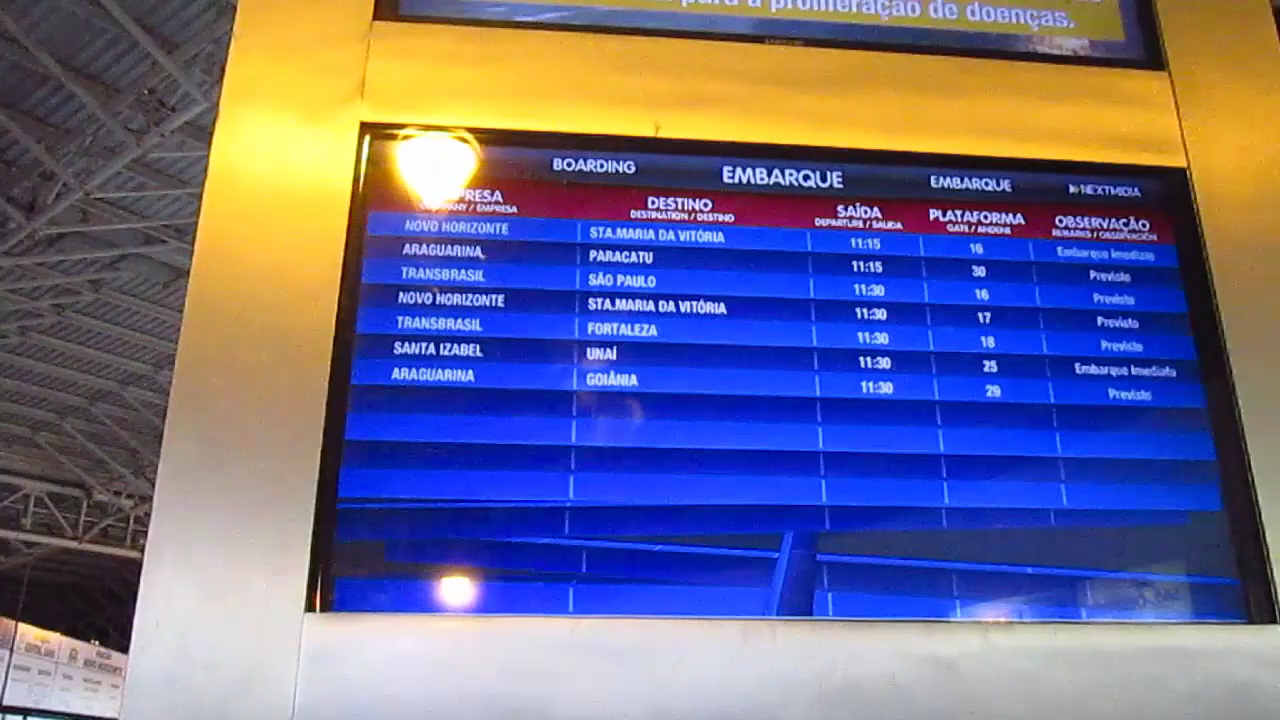 para a proliferação de doenças.
BOARDING EMBARQUE EMBARQUE NEXTMIDIA
PRESA DESTINO SAÍDA PLATAFORMA OBSERVAÇÃO
/ EMPRESA DESTINATION / DESTINO DEPARTURE / SALIDA GATE / ANDÉN REMARKS / OBSERVACIÓN
NOVO HORIZONTE STA.MARIA DA VITÓRIA 11:15 16 Embarque Imediato
ARAGUARINA PARACATU 11:15 30 Previsto
TRANSBRASIL SÃO PAULO 11:30 16 Previsto
NOVO HORIZONTE STA.MARIA DA VITÓRIA 11:30 17 Previsto
TRANSBRASIL FORTALEZA 11:30 18 Previsto
SANTA IZABEL UNAÍ 11:30 25 Embarque Imediato
ARAGUARINA GOIÂNIA 11:30 29 Previsto